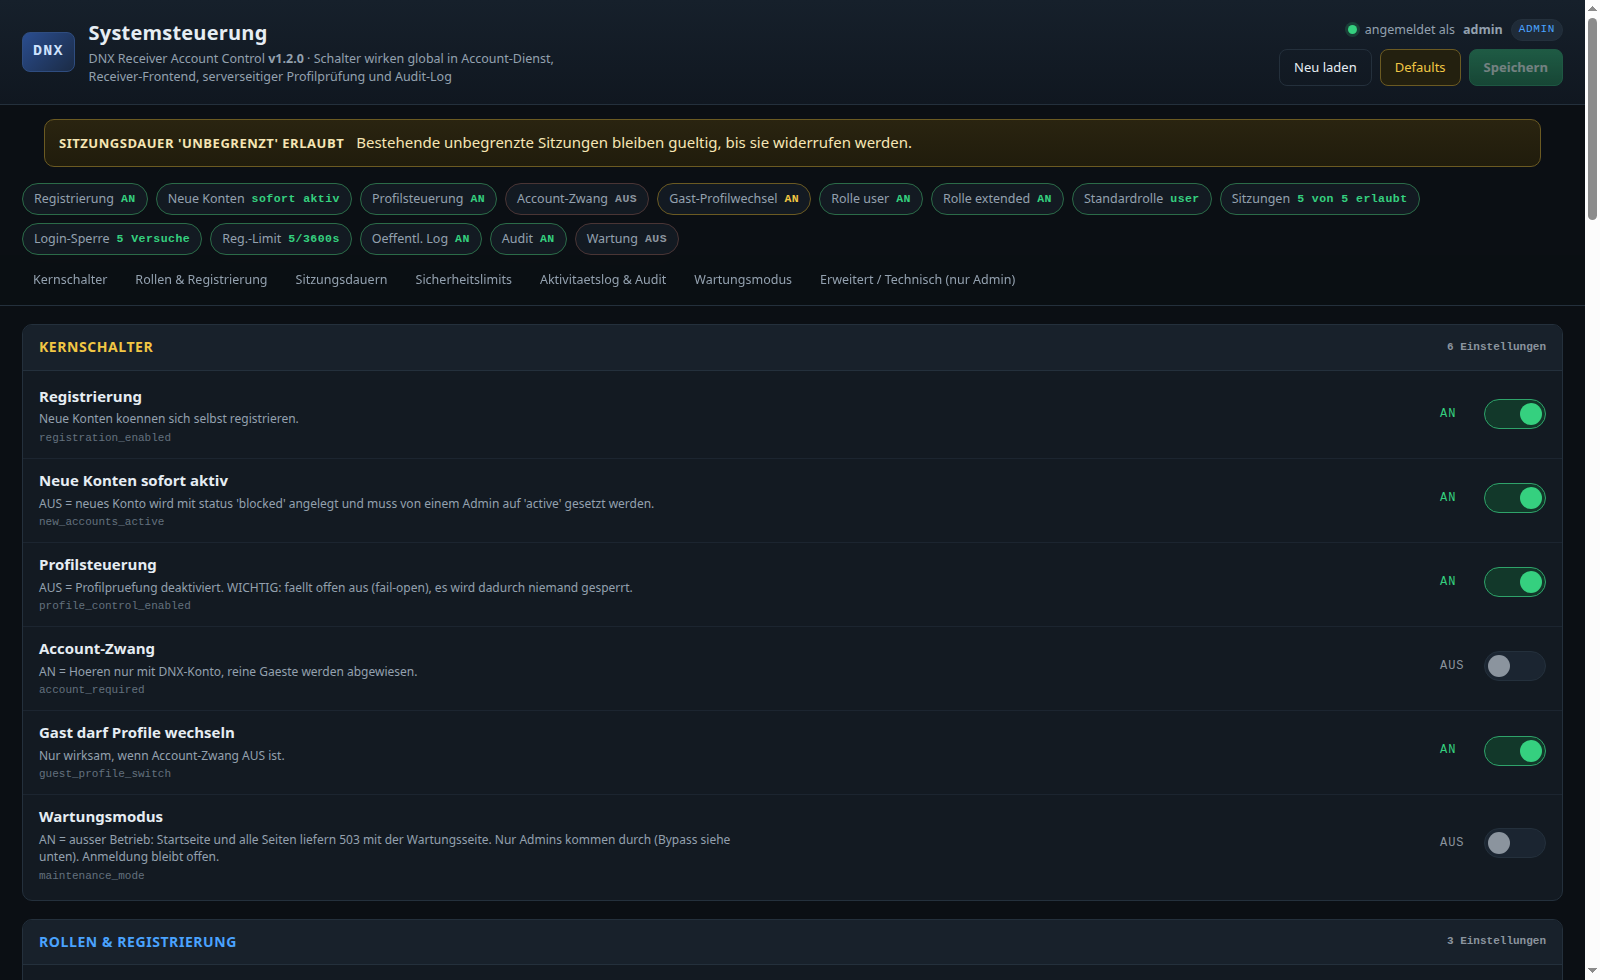 DNX
Systemsteuerung
DNX Receiver Account Control v1.2.0 · Schalter wirken global in Account-Dienst,
Receiver-Frontend, serverseitiger Profilprüfung und Audit-Log
angemeldet als admin ADMIN
Neu laden Defaults Speichern
SITZUNGSDAUER 'UNBEGRENZT' ERLAUBT Bestehende unbegrenzte Sitzungen bleiben gueltig, bis sie widerrufen werden.
Registrierung AN Neue Konten sofort aktiv Profilsteuerung AN Account-Zwang AUS Gast-Profilwechsel AN Rolle user AN Rolle extended AN Standardrolle user Sitzungen 5 von 5 erlaubt
Login-Sperre 5 Versuche Reg.-Limit 5/3600s Oeffentl. Log AN Audit AN Wartung AUS
Kernschalter Rollen & Registrierung Sitzungsdauern Sicherheitslimits Aktivitaetslog & Audit Wartungsmodus Erweitert / Technisch (nur Admin)
KERNSCHALTER 6 Einstellungen
Registrierung
Neue Konten koennen sich selbst registrieren.
registration_enabled
AN
Neue Konten sofort aktiv
AUS = neues Konto wird mit status 'blocked' angelegt und muss von einem Admin auf 'active' gesetzt werden.
new_accounts_active
AN
Profilsteuerung
AUS = Profilpruefung deaktiviert. WICHTIG: faellt offen aus (fail-open), es wird dadurch niemand gesperrt.
profile_control_enabled
AN
Account-Zwang
AN = Hoeren nur mit DNX-Konto, reine Gaeste werden abgewiesen.
account_required
AUS
Gast darf Profile wechseln
Nur wirksam, wenn Account-Zwang AUS ist.
guest_profile_switch
AN
Wartungsmodus
AN = ausser Betrieb: Startseite und alle Seiten liefern 503 mit der Wartungsseite. Nur Admins kommen durch (Bypass siehe
unten). Anmeldung bleibt offen.
maintenance_mode
AUS
ROLLEN & REGISTRIERUNG 3 Einstellungen